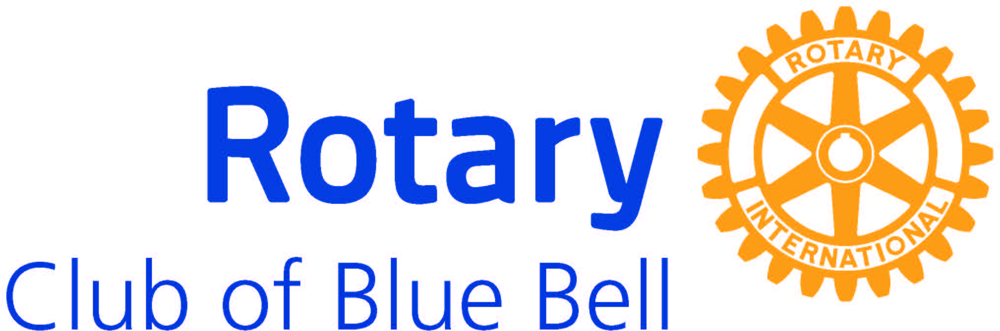 Rotary
Club of Blue Bell
ROTARY
INTERNATIONAL